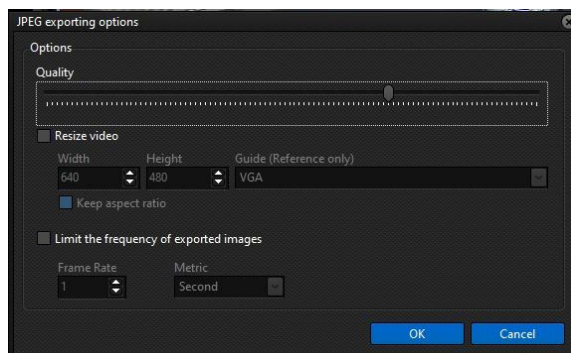 JPEG exporting options
Options
Quality
Resize video
Width Height Guide (Reference only)
640 480 VGA
Keep aspect ratio
Limit the frequency of exported images
Frame Rate Metric
1 Second
OK Cancel